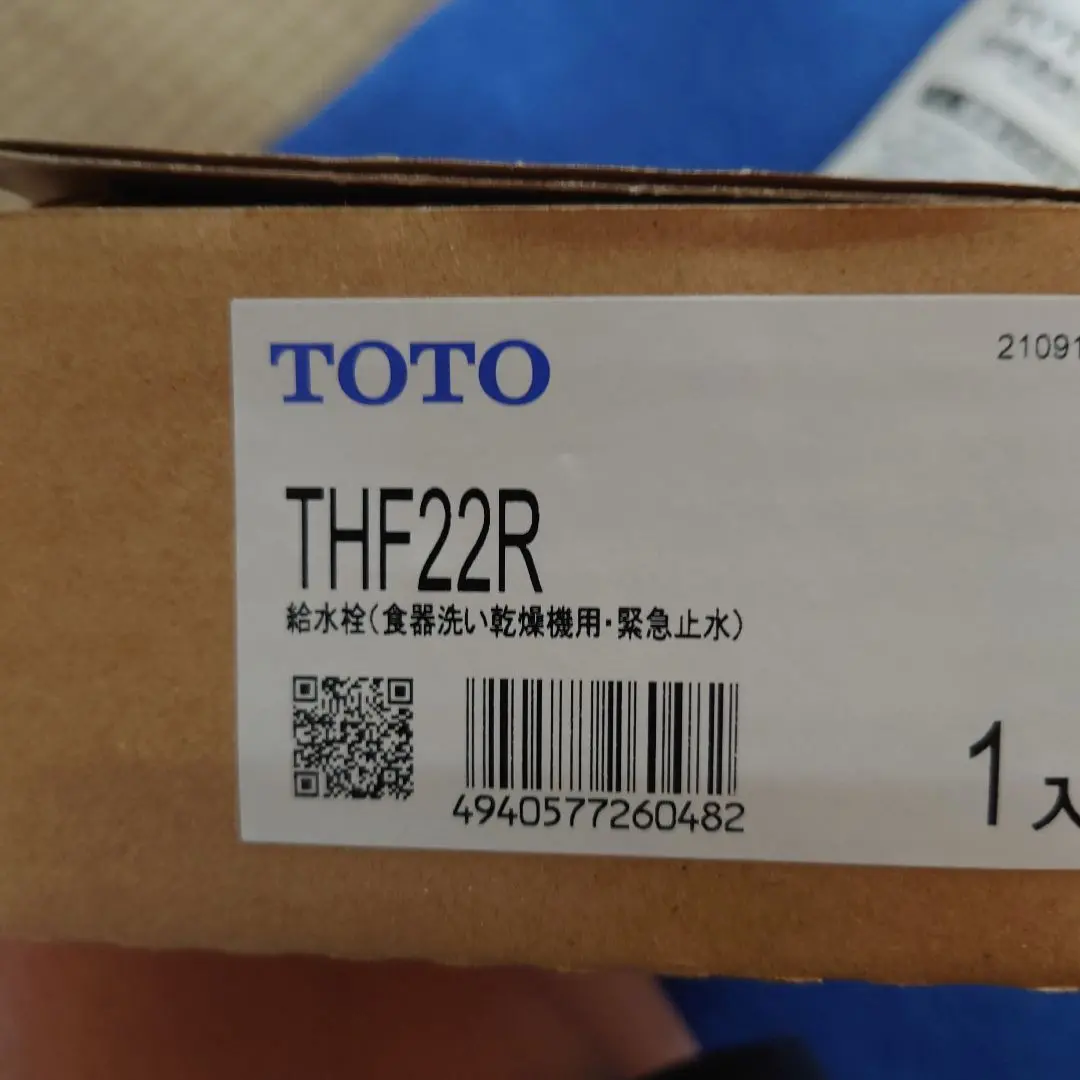 TOTO
21091
THF22R
給水栓(食器洗い乾燥機用・緊急止水)
4940577260482
1入